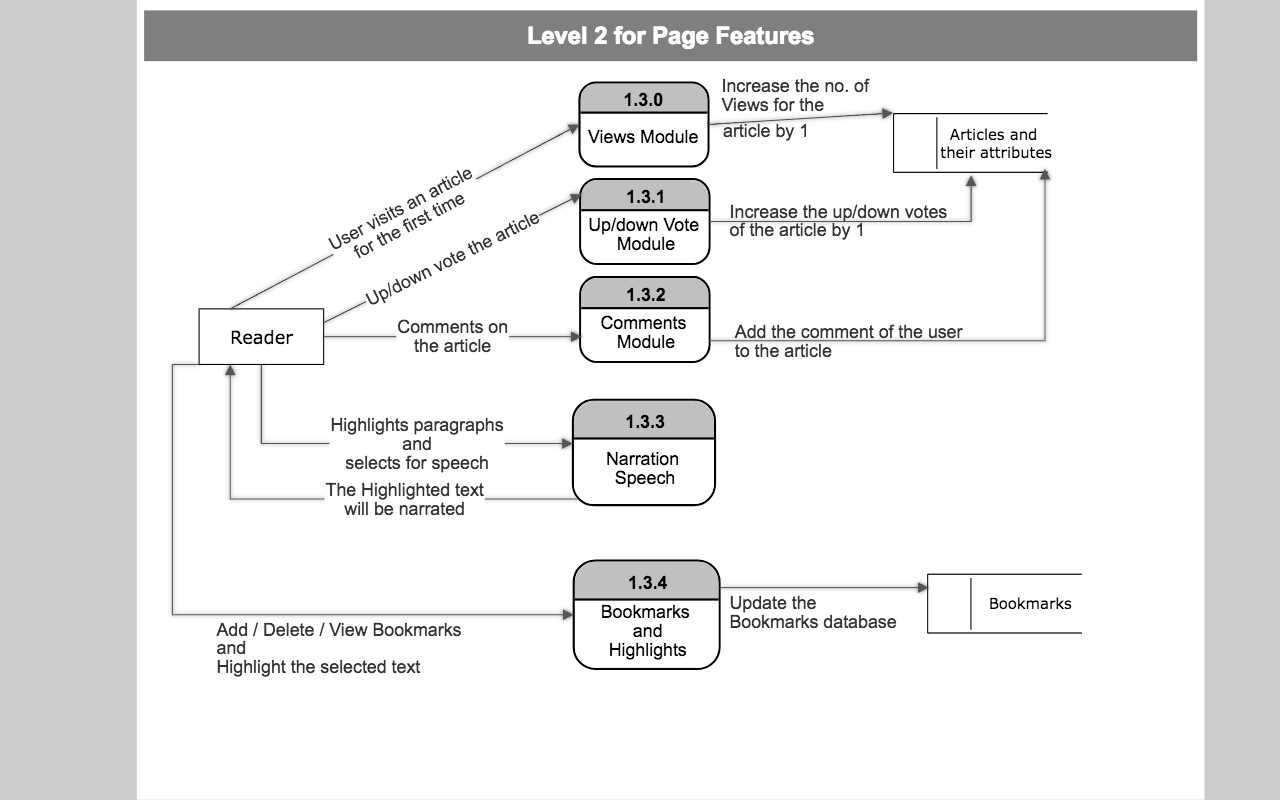 Level 2 for Page Features
1.3.0
Views Module
Increase the no. of
Views for the
article by 1
Articles and
their attributes
User visits an article
for the first time
1.3.1
Up/down Vote
Module
Increase the up/down votes
of the article by 1
Up/down vote the article
1.3.2
Comments
Module
Reader
Comments on
the article
Add the comment of the user
to the article
1.3.3
Narration
Speech
Highlights paragraphs
and
selects for speech
The Highlighted text
will be narrated
1.3.4
Bookmarks
and
Highlights
Update the
Bookmarks database
Bookmarks
Add / Delete / View Bookmarks
and
Highlight the selected text